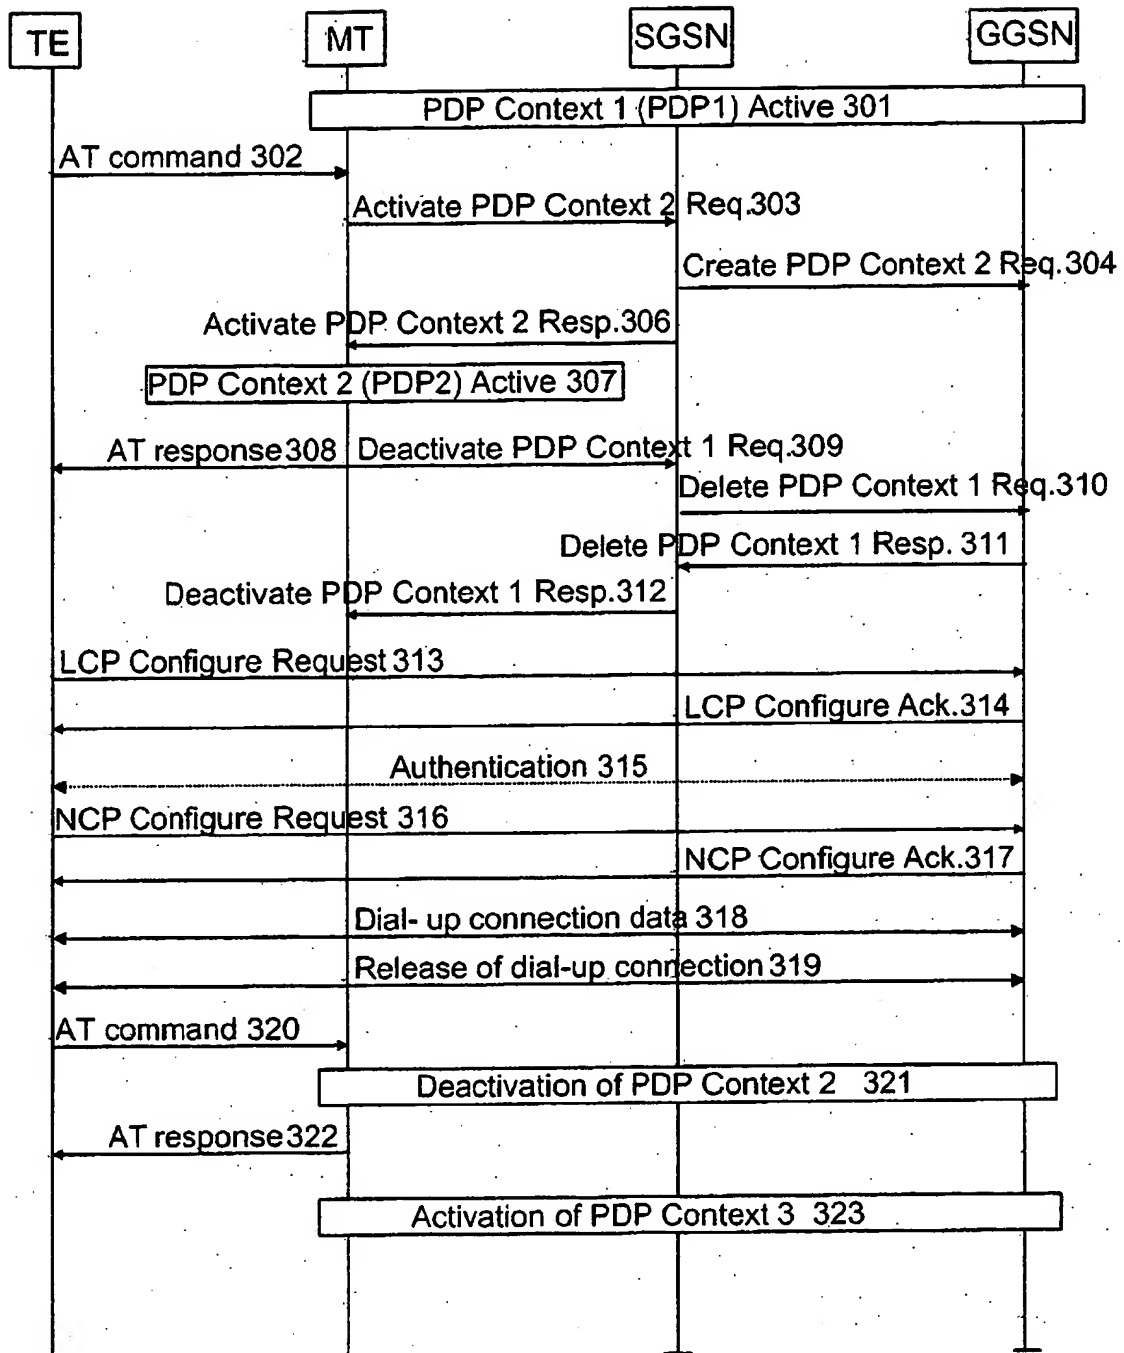 TE MT SGSN GGSN
PDP Context 1 (PDP1) Active 301
AT command 302
Activate PDP Context 2 Req.303
Create PDP Context 2 Req.304
Activate PDP Context 2 Resp.306
PDP Context 2 (PDP2) Active 307
AT response 308 Deactivate PDP Context 1 Req.309
Delete PDP Context 1 Req.310
Delete PDP Context 1 Resp. 311
Deactivate PDP Context 1 Resp.312
LCP Configure Request 313
LCP Configure Ack.314
Authentication 315
NCP Configure Request 316
NCP Configure Ack.317
Dial- up connection data 318
Release of dial-up connection 319
AT command 320
Deactivation of PDP Context 2 321
AT response 322
Activation of PDP Context 3 323